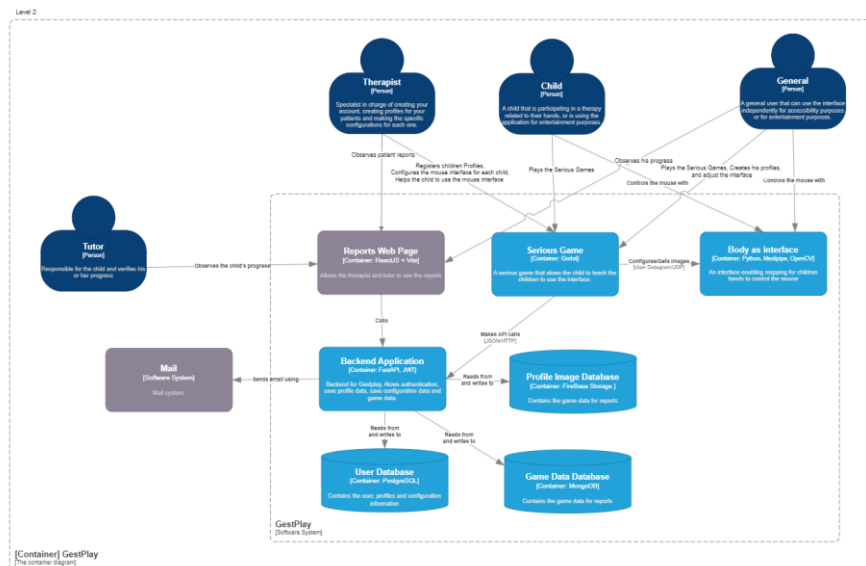 Level 2
Therapist
[Person]
Specialist in charge of creating your
account, creating profiles for your
patients and making the specific
configurations for each one.
Child
[Person]
A child that is participating in a therapy
related to their hands, or is using the
application for entertainment purposes.
General
[Person]
A general user that can use the interface
independently for accessibility purposes
or for entertainment purposes.
Observes patient reports
Registers children Profiles,
Configures the mouse interface for each child,
Helps the child to use the mouse interface
Plays the Serious Games
Observes his progress
Plays the Serious Games, Creates his profiles,
and adjust the interface
Controls the mouse with
Controls the mouse with
Tutor
[Person]
Responsible for the child and verifies his
or her progress
Observes the child's progress
Reports Web Page
[Container: ReactJS + Vite]
Allows the therapist and tutor to see the reports
Serious Game
[Container: Godot]
A serious game that alows the child to teach the
children to use the interface.
Configures/Gets Images
[User Datagram/UDP]
Body as interface
[Container: Python, Medipipe, OpenCV]
An interface enabling mapping for children
hands to control the mouse
Calls
Makes API calls
[JSON/HTTP]
Mail
[Software System]
Mail system
Sends email using
Backend Application
[Container: FastAPI, JWT]
Backend for Gestplay, Allows authentication,
save profile data, save configuration data and
game data.
Reads from
and writes to
Profile Image Database
[Container: FireBase Storage ]
Contains the game data for reports
Reads from
and writes to
Reads from
and writes to
User Database
[Container: PostgreSQL]
Contains the user, profiles and configuration
information
Game Data Database
[Container: MongoDB]
Contains the game data for reports
GestPlay
[Software System]
[Container] GestPlay
[The container diagram]